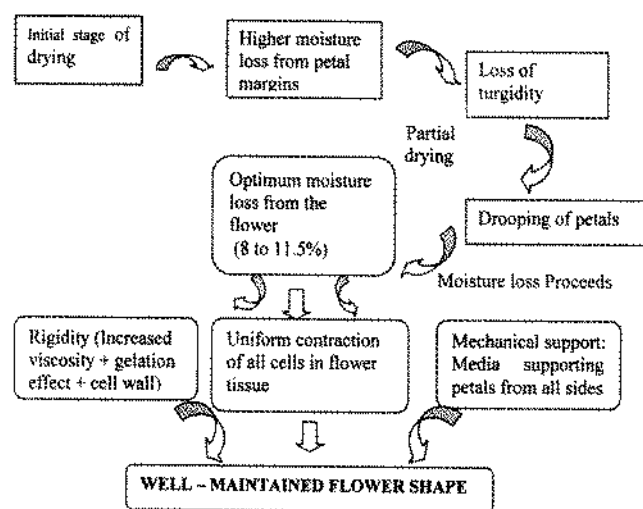 Initial stage of
drying
Higher moisture
loss from petal
margins
Loss of
turgidity
Partial
drying
Optimum moisture
loss from the
flower
(8 to 11.5%)
Drooping of petals
Moisture loss Proceeds
Rigidity (Increased
viscosity + gelation
effect + cell wall)
Uniform contraction
of all cells in flower
tissue
Mechanical support:
Media supporting
petals from all sides
WELL – MAINTAINED FLOWER SHAPE